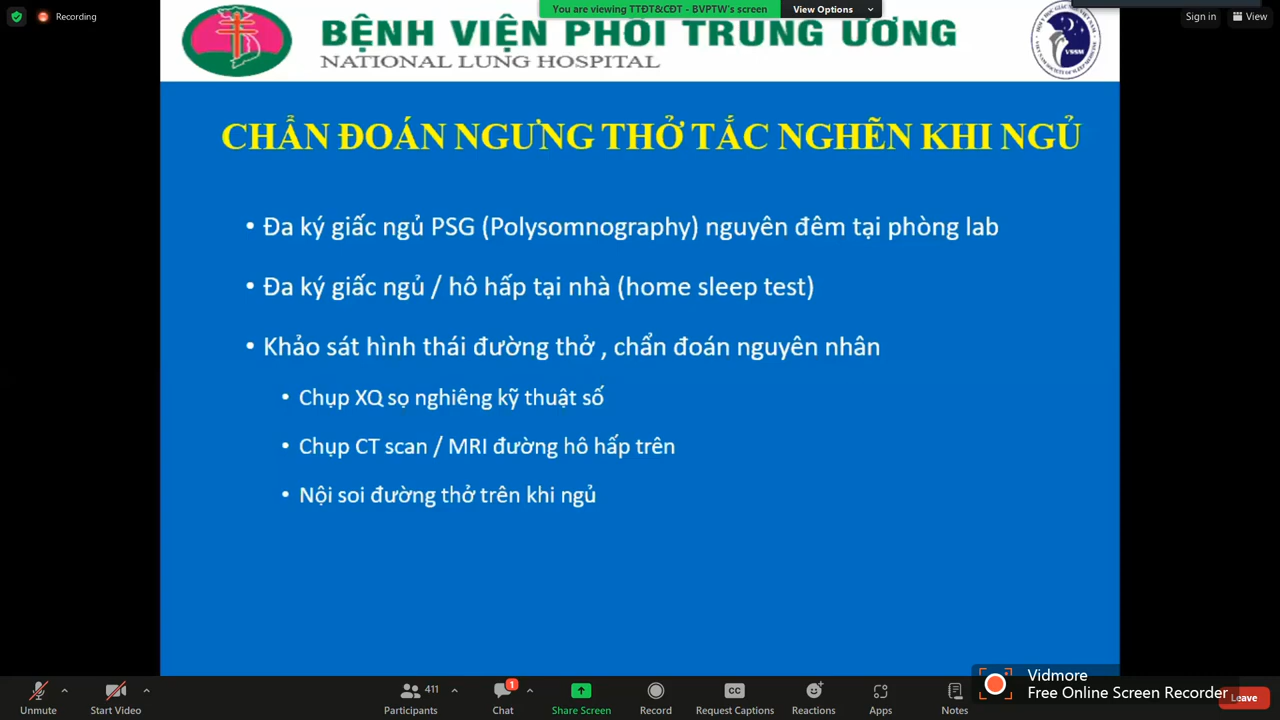 You are viewing TTĐT&CĐT - BVPTW's screen
View Options
Recording
Sign in
View
BỆNH VIỆN PHỔI TRUNG ƯƠNG
NATIONAL LUNG HOSPITAL
VSSM
CHẨN ĐOÁN NGƯNG THỞ TẮC NGHẼN KHI NGỦ
• Đa ký giấc ngủ PSG (Polysomnography) nguyên đêm tại phòng lab
• Đa ký giấc ngủ / hô hấp tại nhà (home sleep test)
• Khảo sát hình thái đường thở , chẩn đoán nguyên nhân
• Chụp XQ sọ nghiêng kỹ thuật số
• Chụp CT scan / MRI đường hô hấp trên
• Nội soi đường thở trên khi ngủ
Vidmore
Free Online Screen Recorder
Unmute
Start Video
411
Participants
1
Chat
Share Screen
Record
CC
Request Captions
Reactions
Apps
Notes
Leave